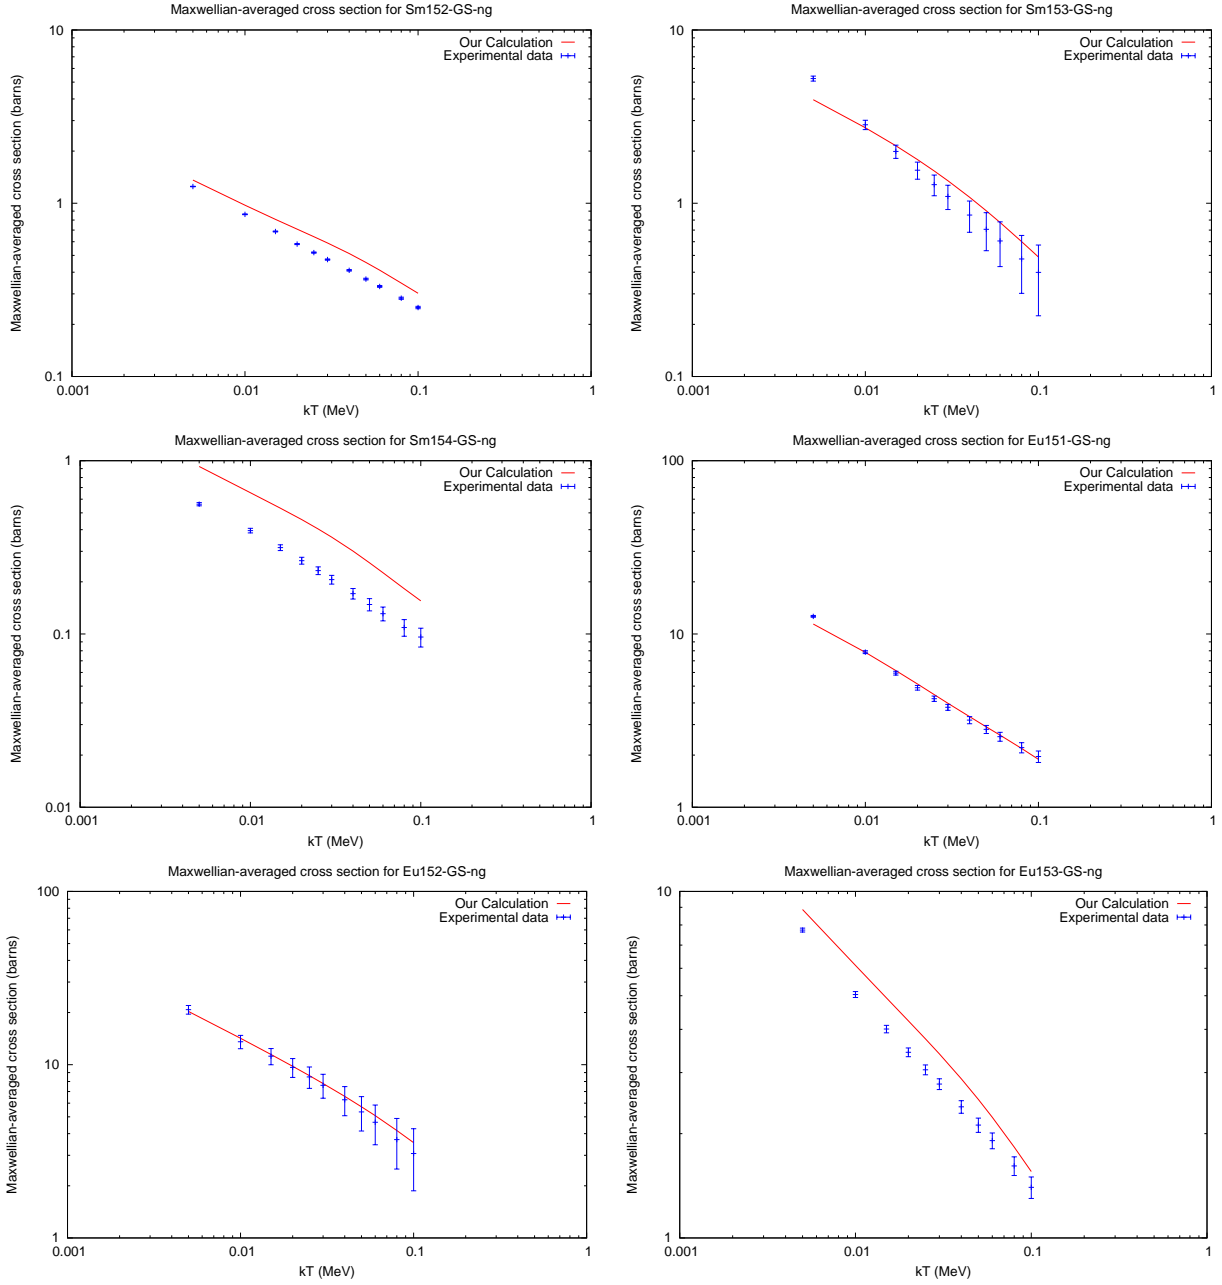 Maxwellian-averaged cross section for Sm152-GS-ng
Maxwellian-averaged cross section (barns)
10
1
0.1
0.001
0.01
0.1
1
kT (MeV)
Our Calculation
Experimental data
Maxwellian-averaged cross section for Sm153-GS-ng
Maxwellian-averaged cross section (barns)
10
1
0.1
0.001
0.01
0.1
1
kT (MeV)
Our Calculation
Experimental data
Maxwellian-averaged cross section for Sm154-GS-ng
Maxwellian-averaged cross section (barns)
1
0.1
0.01
0.001
0.01
0.1
1
kT (MeV)
Our Calculation
Experimental data
Maxwellian-averaged cross section for Eu151-GS-ng
Maxwellian-averaged cross section (barns)
100
10
1
0.001
0.01
0.1
1
kT (MeV)
Our Calculation
Experimental data
Maxwellian-averaged cross section for Eu152-GS-ng
Maxwellian-averaged cross section (barns)
100
10
1
0.001
0.01
0.1
1
kT (MeV)
Our Calculation
Experimental data
Maxwellian-averaged cross section for Eu153-GS-ng
Maxwellian-averaged cross section (barns)
10
1
0.001
0.01
0.1
1
kT (MeV)
Our Calculation
Experimental data